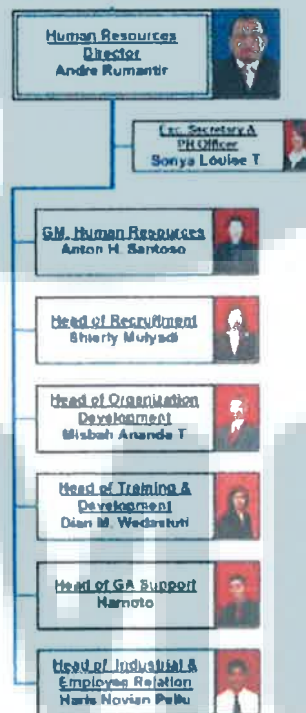 Human Resources
Director
Andre Rumantir
Exc. Secretary &
PR Officer
Sonya Louise T
GM. Human Resources
Anton H. Santoso
Head of Recruitment
Shierly Mulyadi
Head of Organization
Development
Misbah Ananda T
Head of Training &
Development
Dian M. Wedastuti
Head of GA Support
Hamoto
Head of Industrial &
Employee Relation
Haris Novian